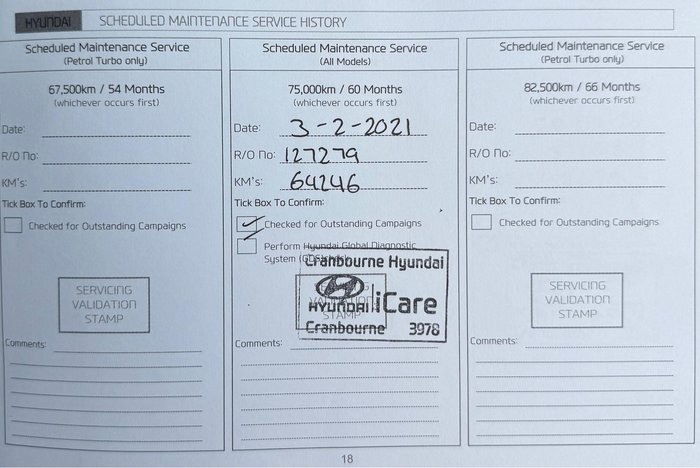 HYUNDAI SCHEDULED MAINTENANCE SERVICE HISTORY
Scheduled Maintenance Service
(Petrol Turbo only)
67,500km / 54 Months
(whichever occurs first)
Date:
R/O No:
KM's:
Tick Box To Confirm:
Checked for Outstanding Campaigns
SERVICING
VALIDATION
STAMP
Comments:
Scheduled Maintenance Service
(All Models)
75,000km / 60 Months
(whichever occurs first)
Date: 3-2-2021
R/O No: 127279
KM's: 64246
Tick Box To Confirm:
Checked for Outstanding Campaigns
Perform Hyundai Global Diagnostic
System
Cranbourne Hyundai
HYUNDAI iCare
STAMP
Cranbourne 3978
Comments:
Scheduled Maintenance Service
(Petrol Turbo only)
82,500km / 66 Months
(whichever occurs first)
Date:
R/O No:
KM's:
Tick Box To Confirm:
Checked for Outstanding Campaigns
SERVICING
VALIDATION
STAMP
Comments:
18